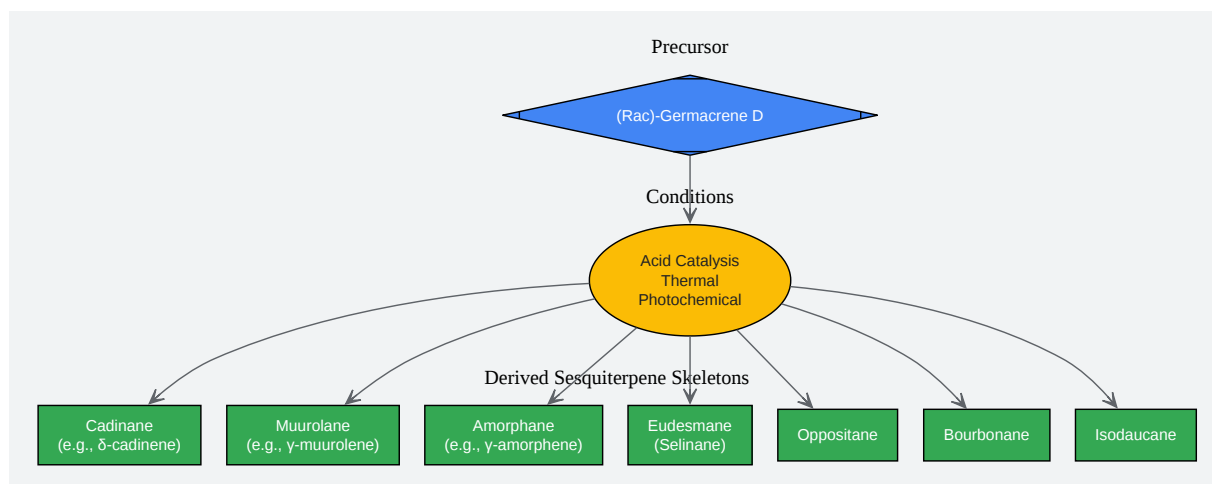 Precursor
(Rac)-Germacrene D
Conditions
Acid Catalysis
Thermal
Photochemical
Derived Sesquiterpene Skeletons
Cadinane
(e.g., δ-cadinene)
Muurolane
(e.g., γ-muurolene)
Amorphane
(e.g., γ-amorphene)
Eudesmane
(Selinane)
Oppositane
Bourbonane
Isodaucane